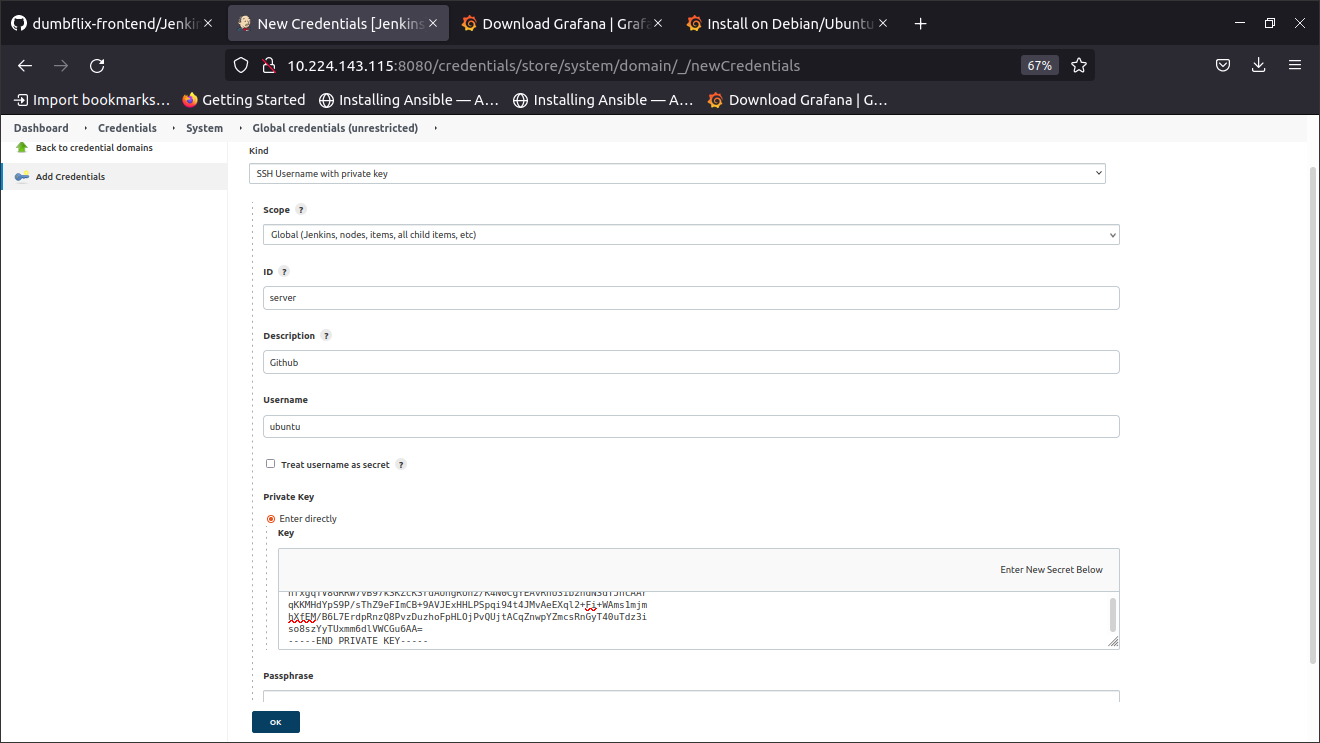 dumbflix-frontend/Jenki
New Credentials [Jenkins
Download Grafana | Graf
Install on Debian/Ubuntu
10.224.143.115:8080/credentials/store/system/domain/_/newCredentials
67%
Import bookmarks...
Getting Started
Installing Ansible — A...
Installing Ansible — A...
Download Grafana | G...
Dashboard
Credentials
System
Global credentials (unrestricted)
Back to credential domains
Add Credentials
Kind
SSH Username with private key
Scope ?
Global (Jenkins, nodes, items, all child items, etc)
ID ?
server
Description ?
Github
Username
ubuntu
Treat username as secret ?
Private Key
Enter directly
Key
Enter New Secret Below
qKKMHdYpS9P/sThZ9eFImCB+9AVJExHHLPSpqi94t4JMvAeEXql2+Fi+WAms1mjm
hXfEM/B6L7ErdpRnzQ8PvzDuzhoFpHLOjPvQUjtACqZnwpYZmcsRnGyT40uTdz3i
so8szYyTUxmm6dlVWCGu6AA=
-----END PRIVATE KEY-----
Passphrase
OK